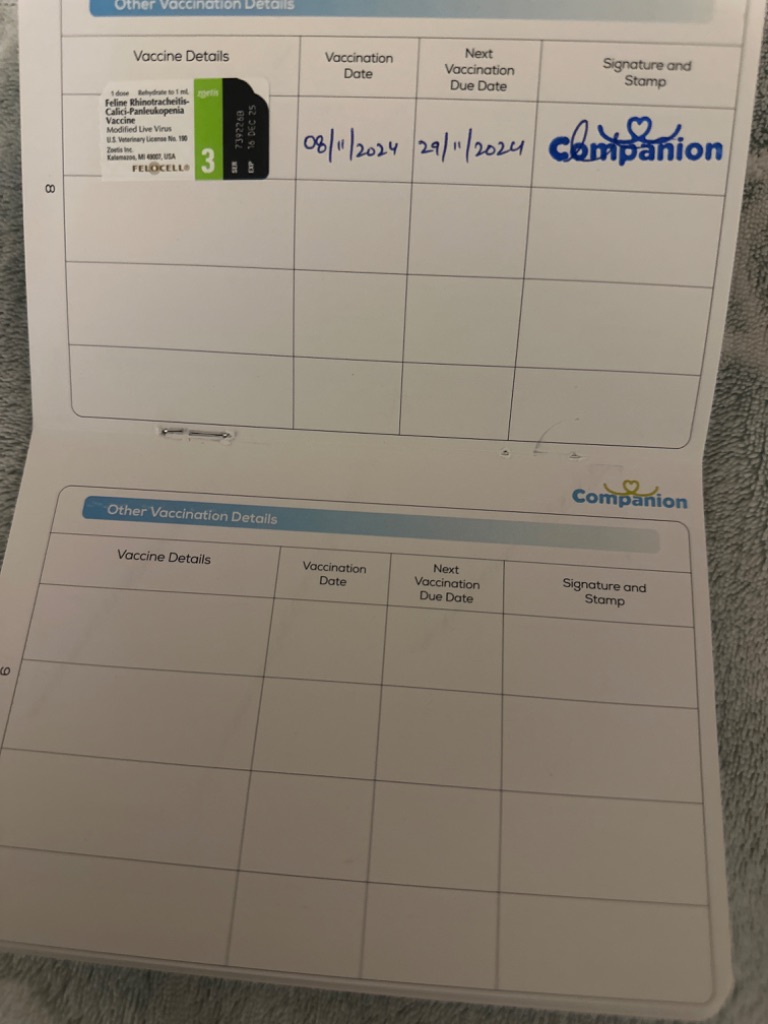 Other Vaccination Details
Vaccine Details
Vaccination
Date
Next
Vaccination
Due Date
Signature and
Stamp
1 dose Rehydrate to 1 mL
Feline Rhinotracheitis-
Calici-Panleukopenia
Vaccine
Modified Live Virus
U.S. Veterinary License No. 190
Zoetis Inc.
Kalamazoo, MI 49007, USA
FELOCELL®
zoetis
3
SER 739226B
EXP 16 DEC 25
08/11/2024
29/11/2024
Companion
8
Companion
Other Vaccination Details
Vaccine Details
Vaccination
Date
Next
Vaccination
Due Date
Signature and
Stamp
9